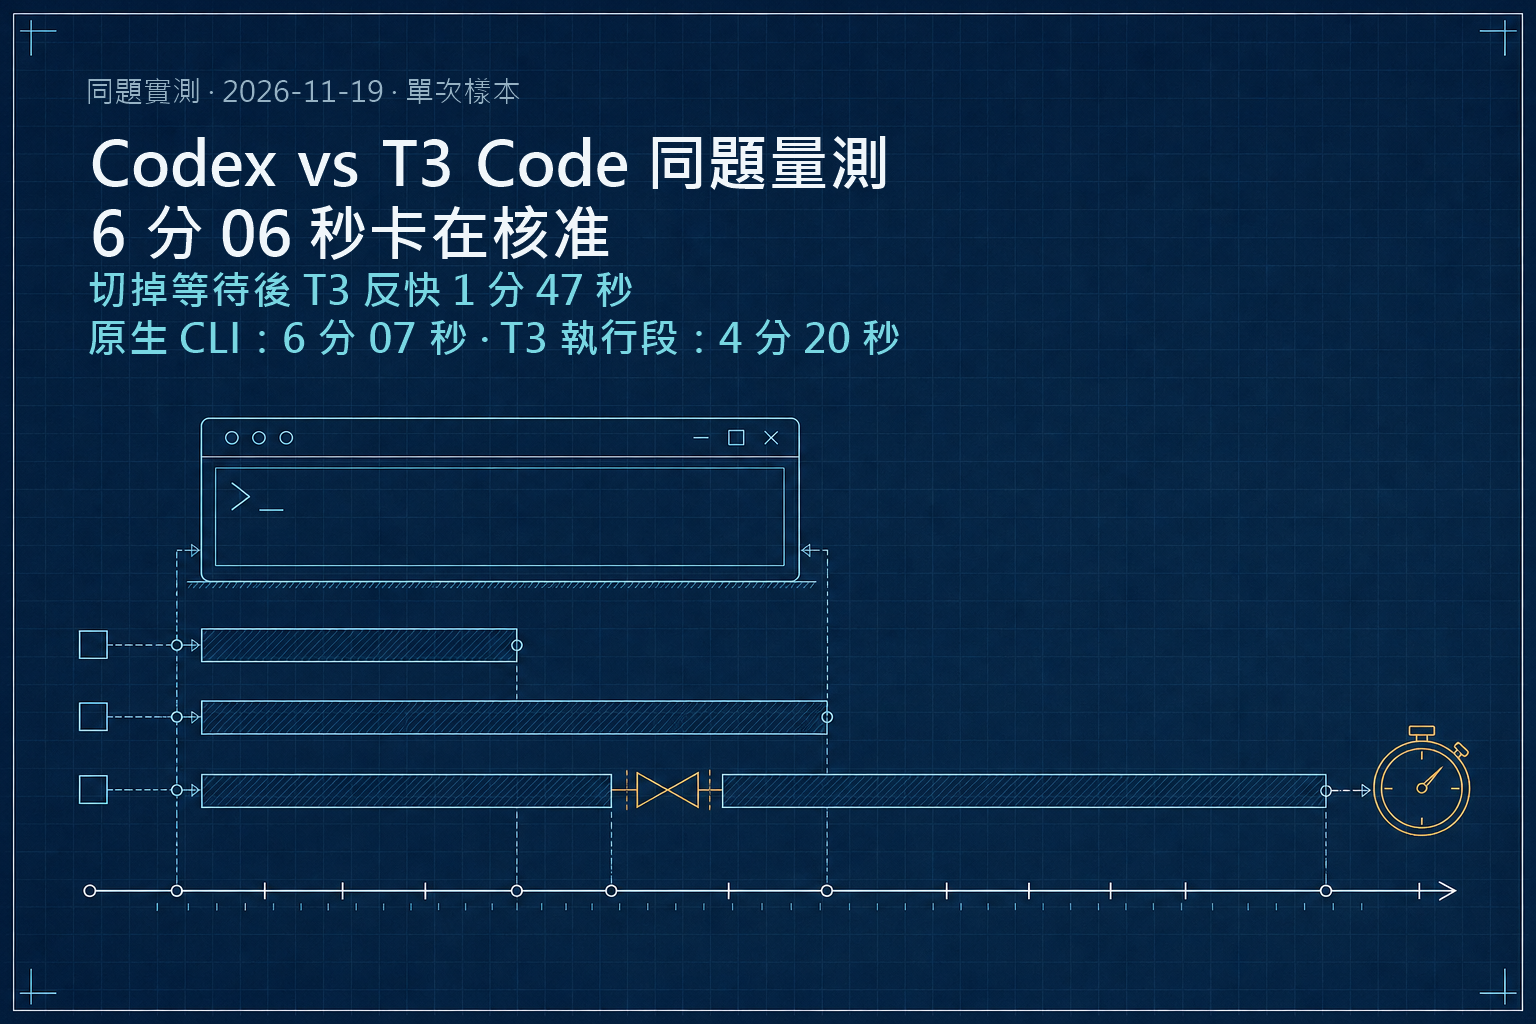 同題實測 · 2026-11-19 · 單次樣本
Codex vs T3 Code 同題量測
6 分 06 秒卡在核准
切掉等待後 T3 反快 1 分 47 秒
原生 CLI：6 分 07 秒 · T3 執行段：4 分 20 秒
>_